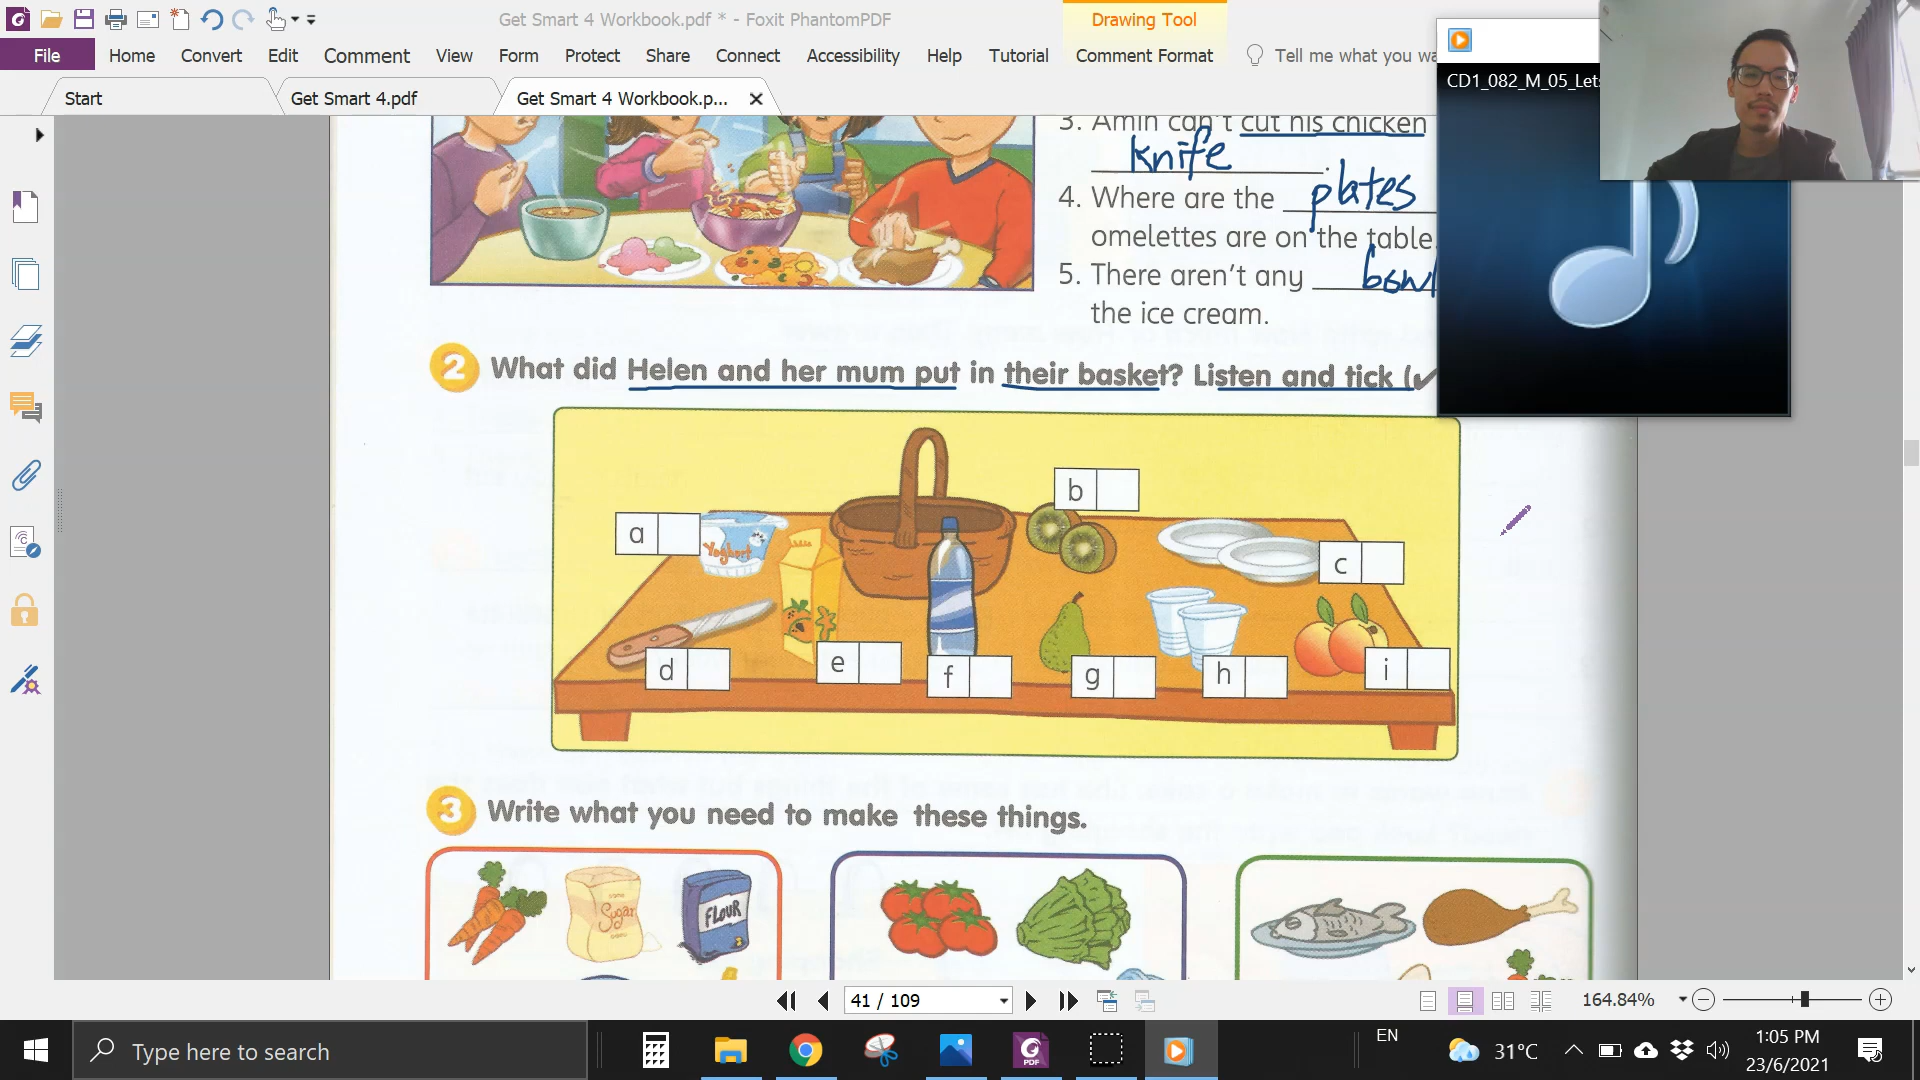 Get Smart 4 Workbook.pdf * - Foxit PhantomPDF
Drawing Tool
File Home Convert Edit Comment View Form Protect Share Connect Accessibility Help Tutorial Comment Format Tell me what you wa
Start
Get Smart 4.pdf
Get Smart 4 Workbook.p...
CD1_082_M_05_Lets
3. Amin can't cut his chicken
knife.
4. Where are the plates
omelettes are on the table.
5. There aren't any bowl
the ice cream.
2 What did Helen and her mum put in their basket? Listen and tick (✓
a
b
c
Yoghurt
d
e
f
g
h
i
3 Write what you need to make these things.
Sugar
FLOUR
41 / 109
164.84%
Type here to search
PDF
EN
31°C
1:05 PM
23/6/2021